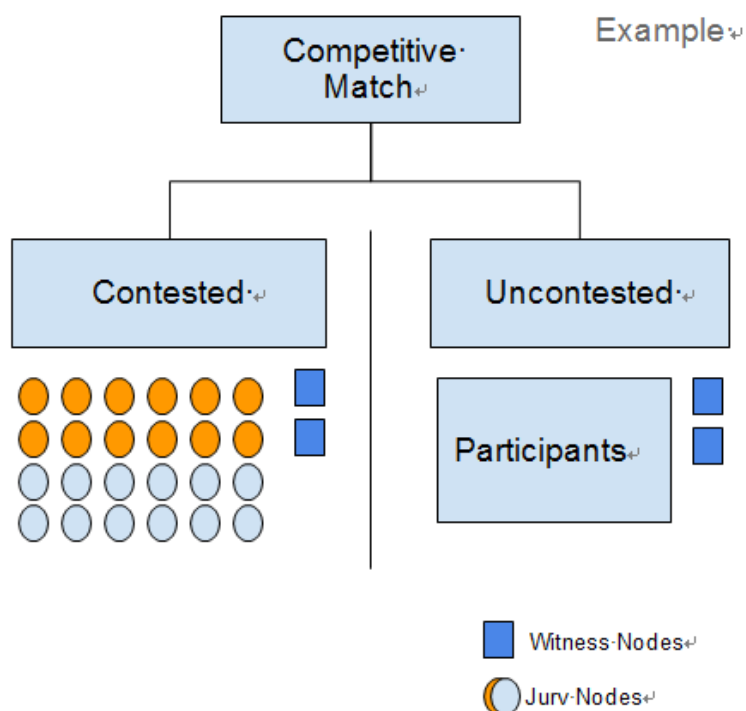 Example
Competitive
Match
Contested
Uncontested
Participants
Witness Nodes
Jury Nodes